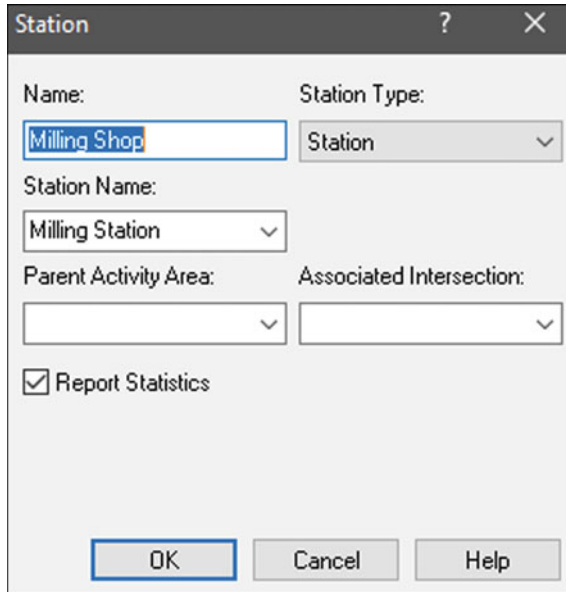 Station ?
Name: Station Type:
Milling Shop Station
Station Name:
Milling Station
Parent Activity Area: Associated Intersection:
Report Statistics
OK Cancel Help